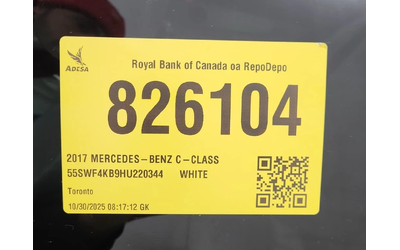 ADESA
Royal Bank of Canada oa RepoDepo
826104
2017 MERCEDES-BENZ C-CLASS
55SWF4KB9HU220344 WHITE
Toronto
10/30/2025 08:17:12 GK